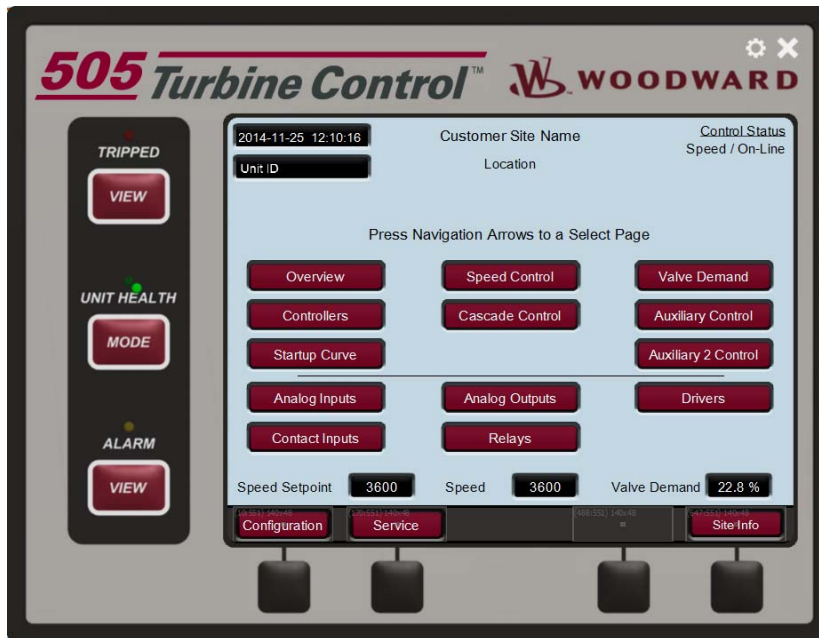 505 Turbine Control™ WOODWARD
TRIPPED
VIEW
UNIT HEALTH
MODE
ALARM
VIEW
2014-11-25 12:10:16 Customer Site Name Control Status
Unit ID Location Speed / On-Line
Press Navigation Arrows to a Select Page
Overview Speed Control Valve Demand
Controllers Cascade Control Auxiliary Control
Startup Curve Auxiliary 2 Control
Analog Inputs Analog Outputs Drivers
Contact Inputs Relays
Speed Setpoint 3600 Speed 3600 Valve Demand 22.8 %
Configuration Service Site Info